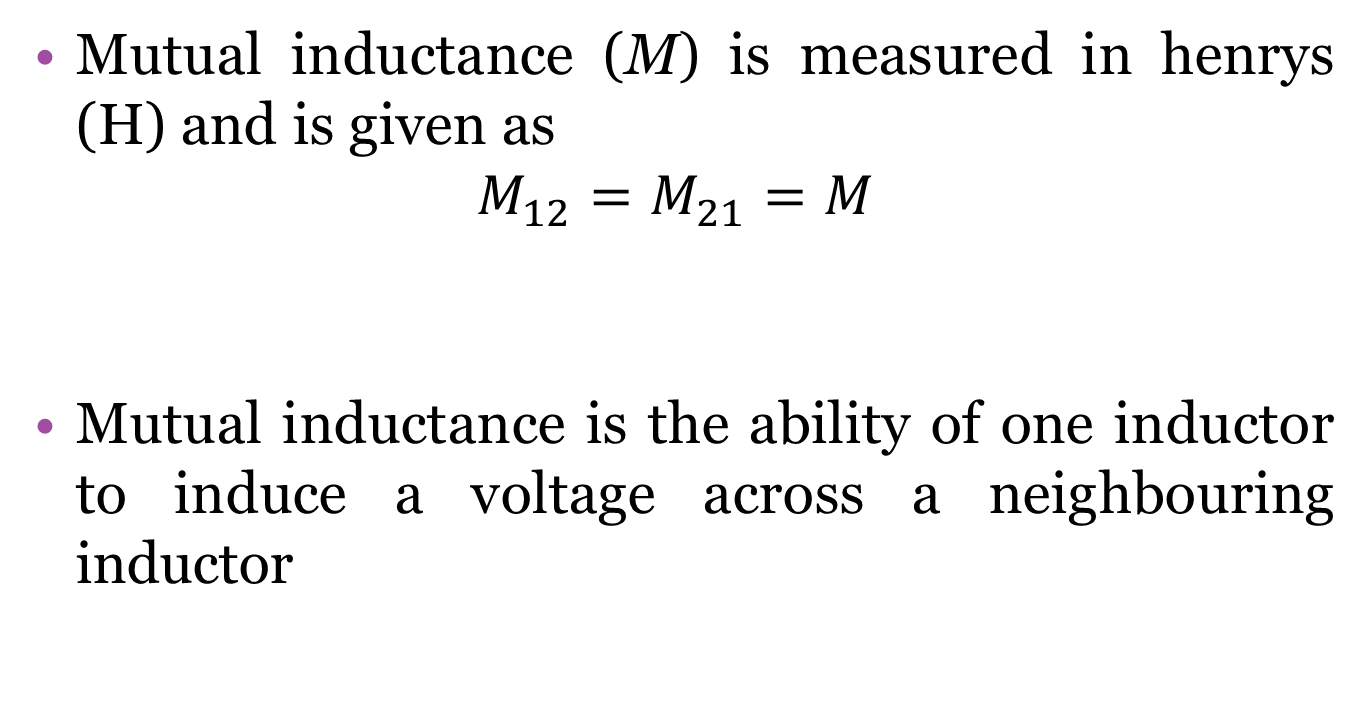 • Mutual inductance (M) is measured in henrys
(H) and is given as
M₁₂ = M₂₁ = M
• Mutual inductance is the ability of one inductor
to induce a voltage across a neighbouring
inductor